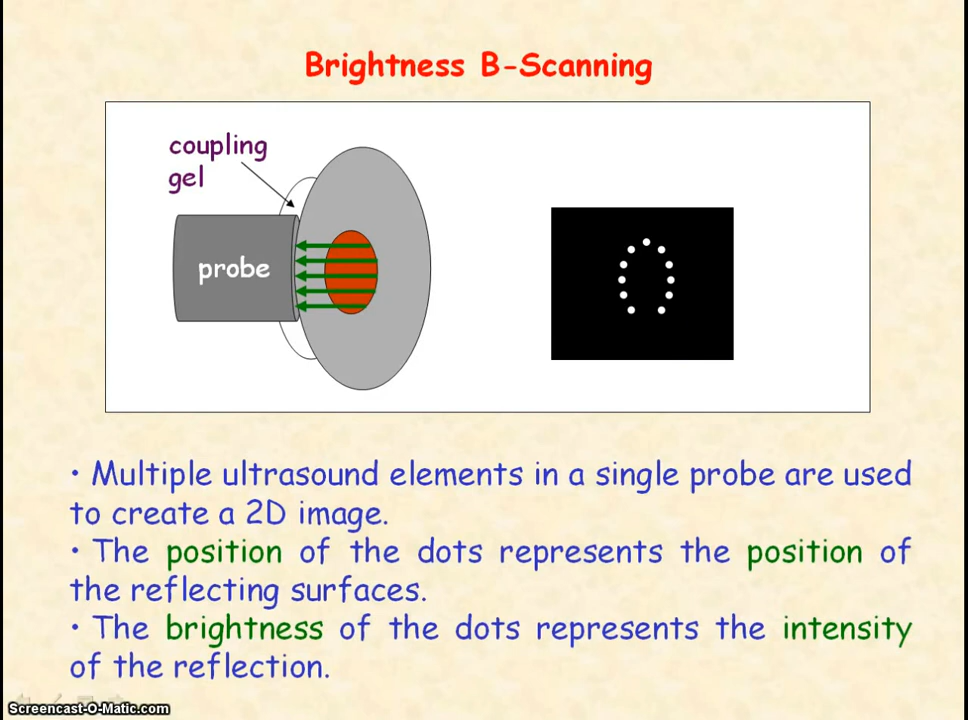 Brightness B-Scanning
coupling
gel
probe
• Multiple ultrasound elements in a single probe are used
to create a 2D image.
• The position of the dots represents the position of
the reflecting surfaces.
• The brightness of the dots represents the intensity
of the reflection.
Screencast-O-Matic.com